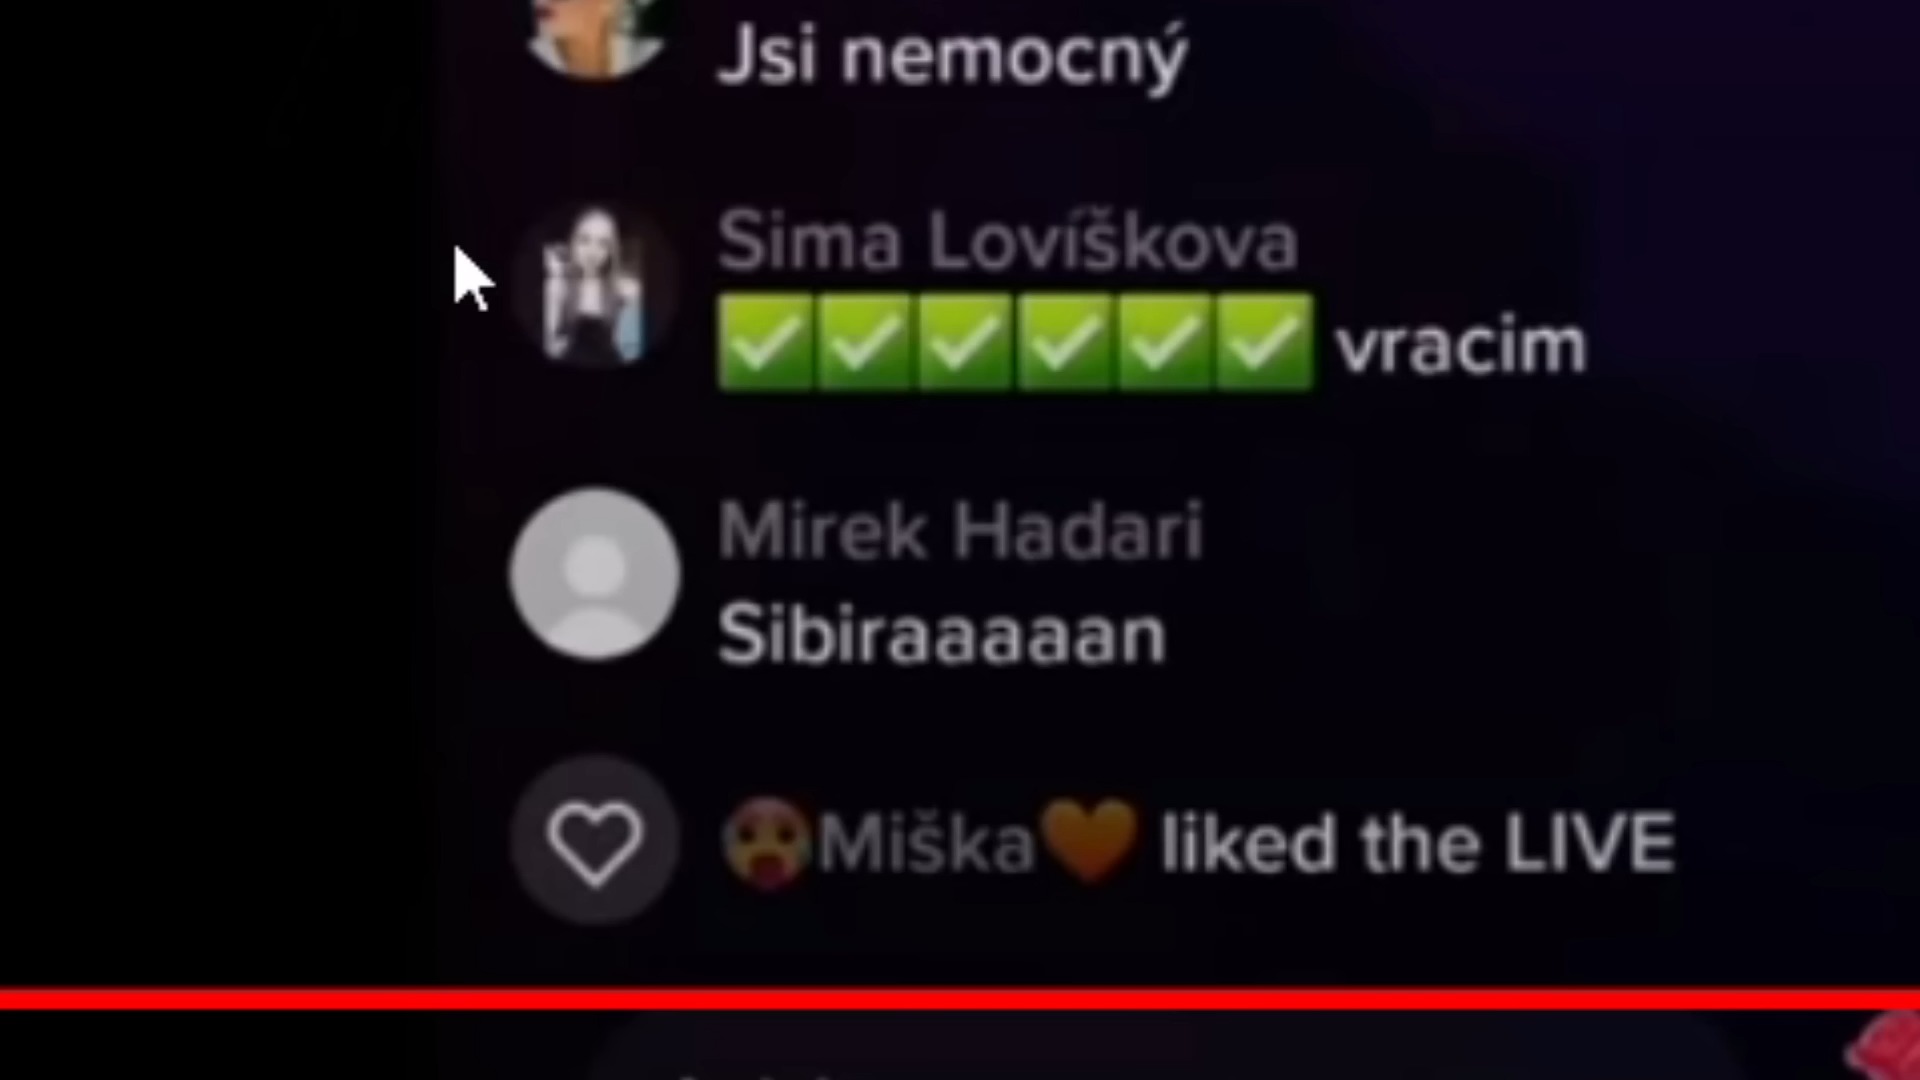 Jsi nemocný
Sima Lovíškova
✅✅✅✅✅✅ vracim
Mirek Hadari
Sibiraaaaan
🥵Miška🧡 liked the LIVE